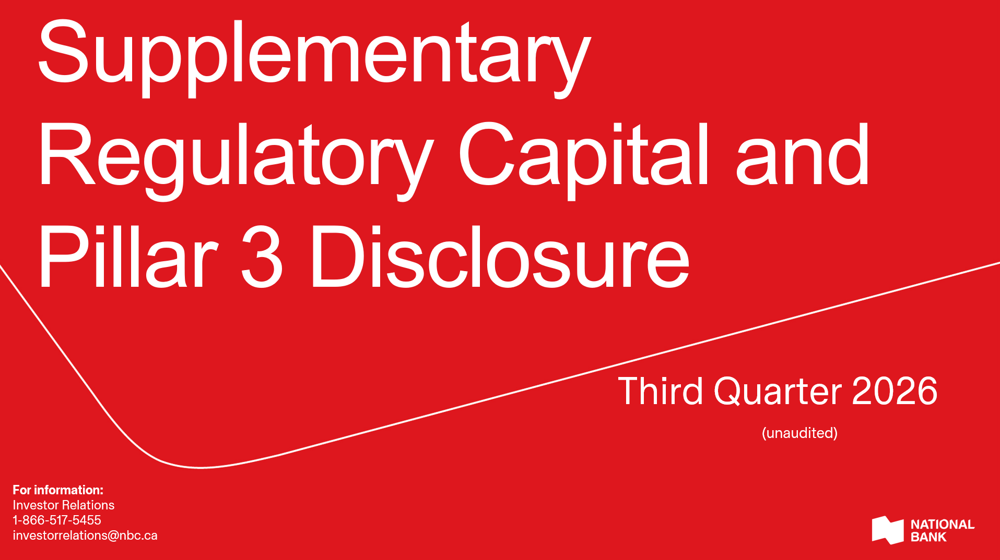 Supplementary
Regulatory Capital and
Pillar 3 Disclosure
Third Quarter 2026
(unaudited)
For information:
Investor Relations
1-866-517-5455
investorrelations@nbc.ca
NATIONAL
BANK